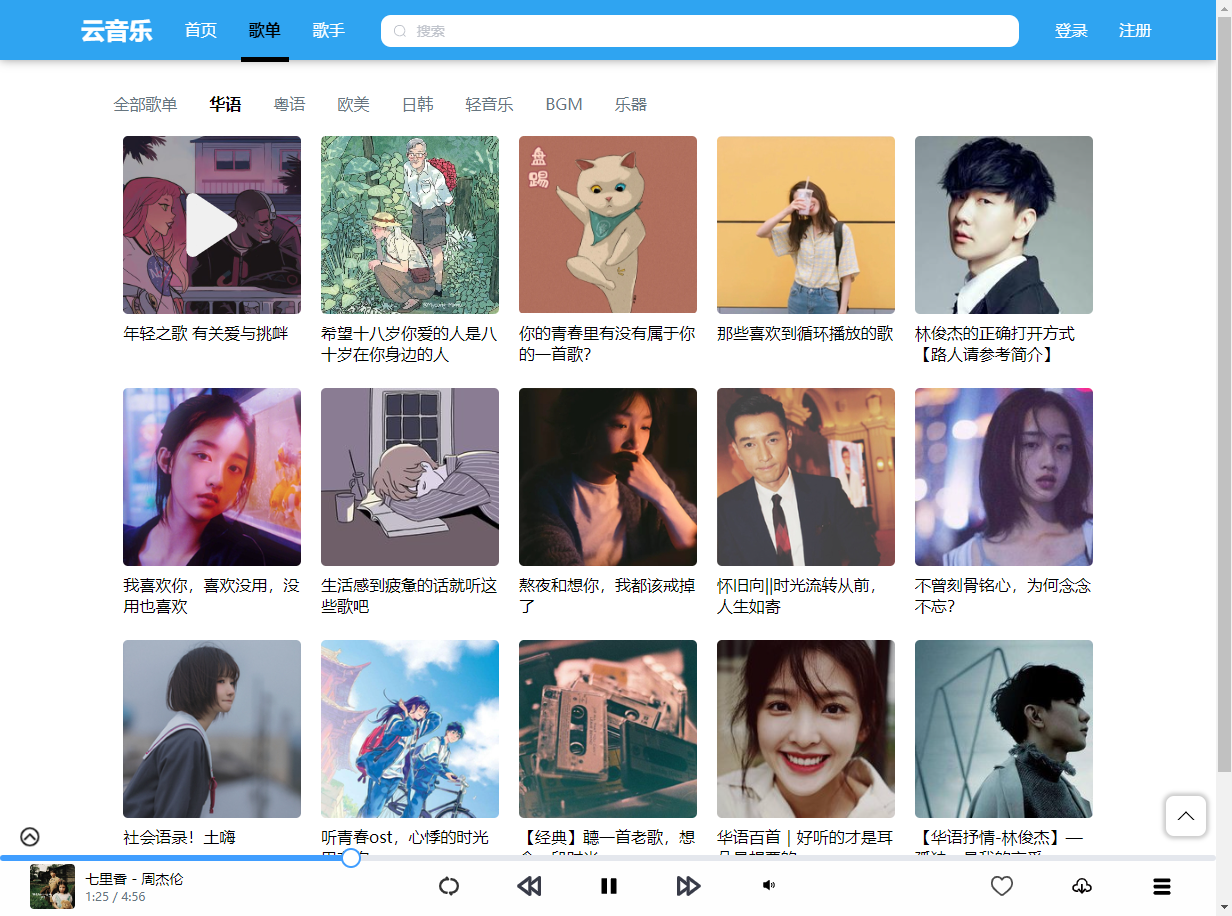 云音乐 首页 歌单 歌手 搜索 登录 注册
全部歌单 华语 粤语 欧美 日韩 轻音乐 BGM 乐器
盘踢
年轻之歌 有关爱与挑衅
希望十八岁你爱的人是八
十岁在你身边的人
你的青春里有没有属于你
的一首歌?
那些喜欢到循环播放的歌
林俊杰的正确打开方式
【路人请参考简介】
我喜欢你，喜欢没用，没
用也喜欢
生活感到疲惫的话就听这
些歌吧
熬夜和想你，我都该戒掉
了
怀旧向||时光流转从前，
人生如寄
不曾刻骨铭心，为何念念
不忘?
社会语录！土嗨
听青春ost，心悸的时光
【经典】聽一首老歌，想
华语百首 | 好听的才是耳
【华语抒情-林俊杰】—
七里香 - 周杰伦
1:25 / 4:56